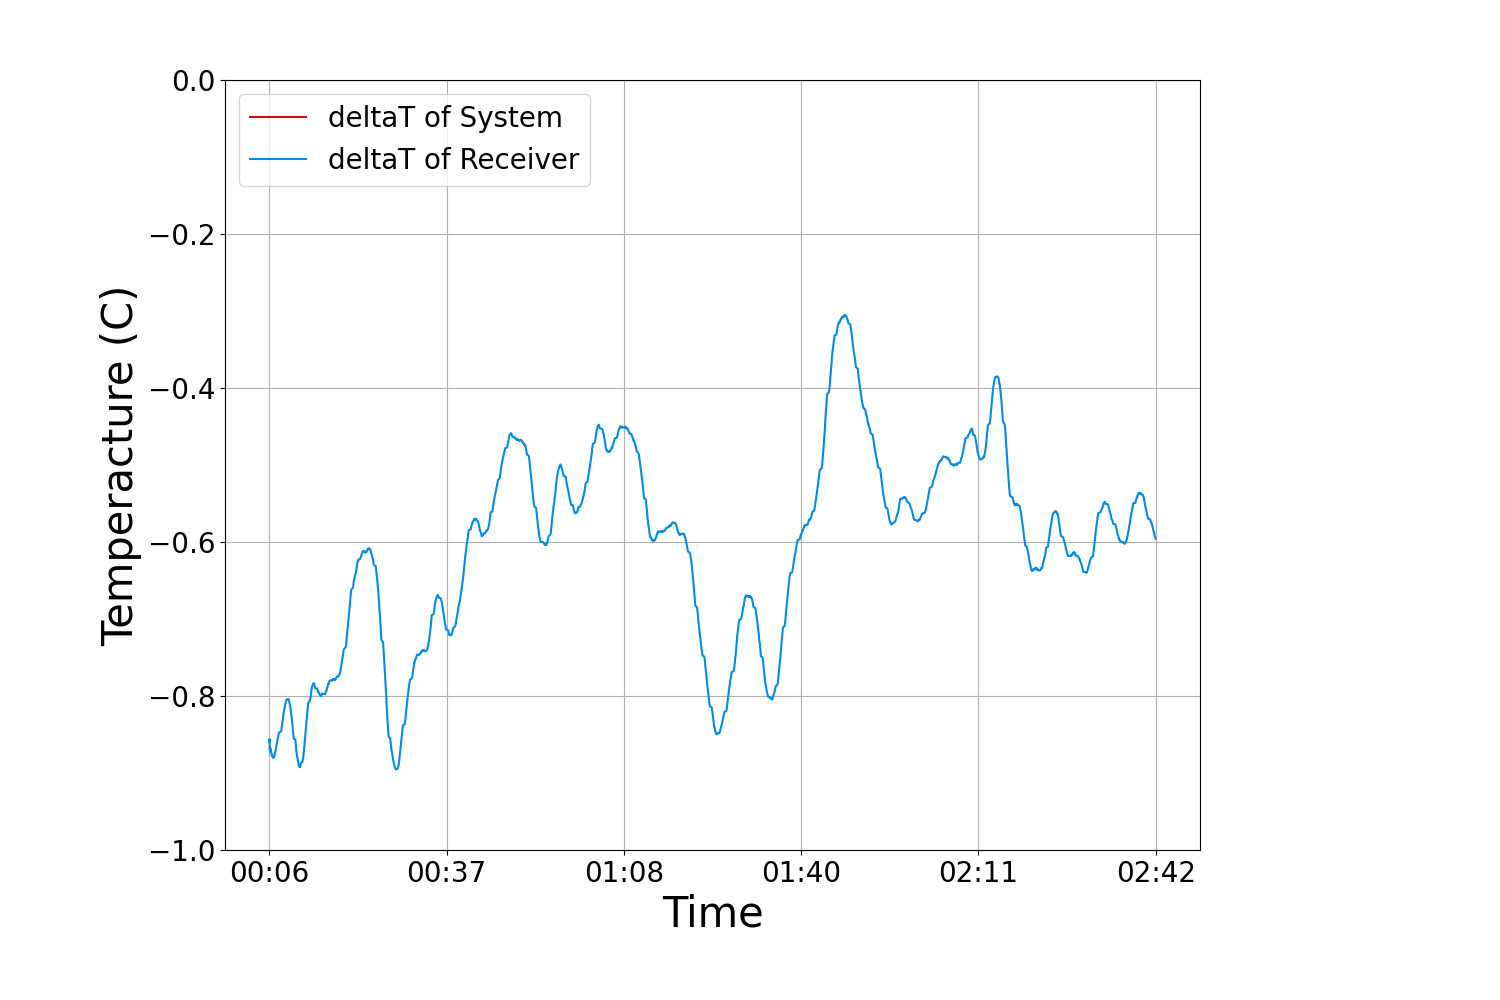 deltaT of System
deltaT of Receiver
0.0
−0.2
−0.4
−0.6
−0.8
−1.0
Temperacture (C)
00:06 00:37 01:08 01:40 02:11 02:42
Time